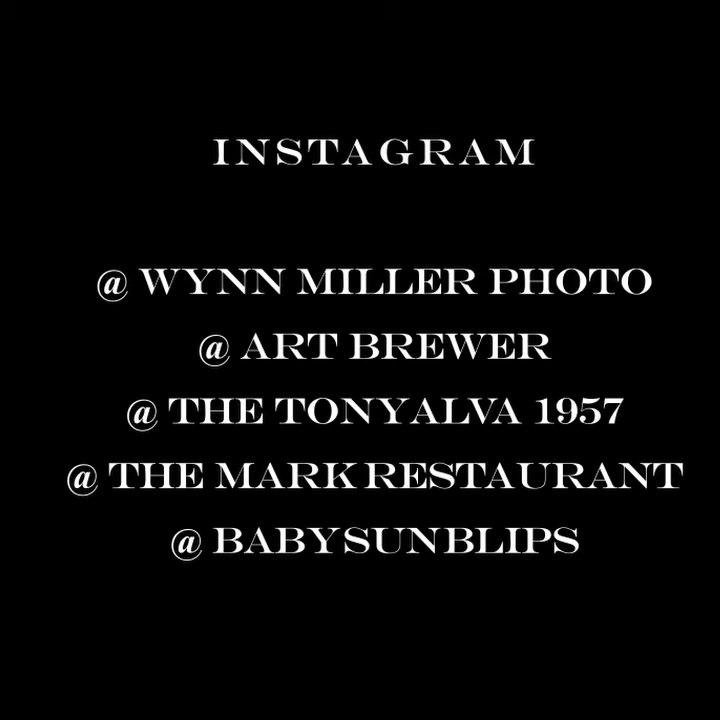 INSTAGRAM
@ WYNN MILLER PHOTO
@ ART BREWER
@ THE TONYALVA 1957
@ THE MARK RESTAURANT
@ BABYSUNBLIPS